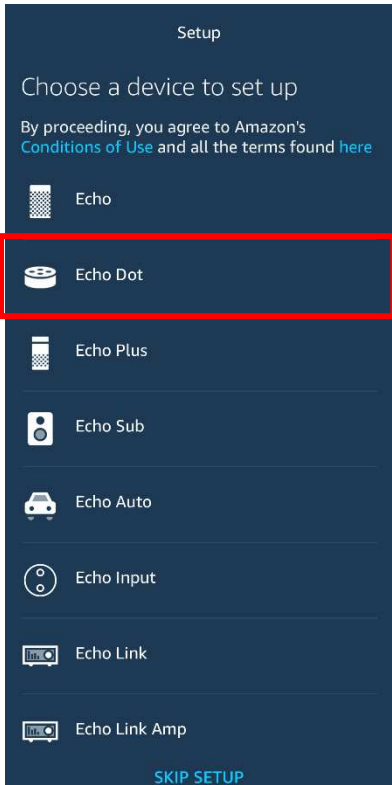 Setup
Choose a device to set up
By proceeding, you agree to Amazon's
Conditions of Use and all the terms found here
Echo
Echo Dot
Echo Plus
Echo Sub
Echo Auto
Echo Input
Echo Link
Echo Link Amp
SKIP SETUP